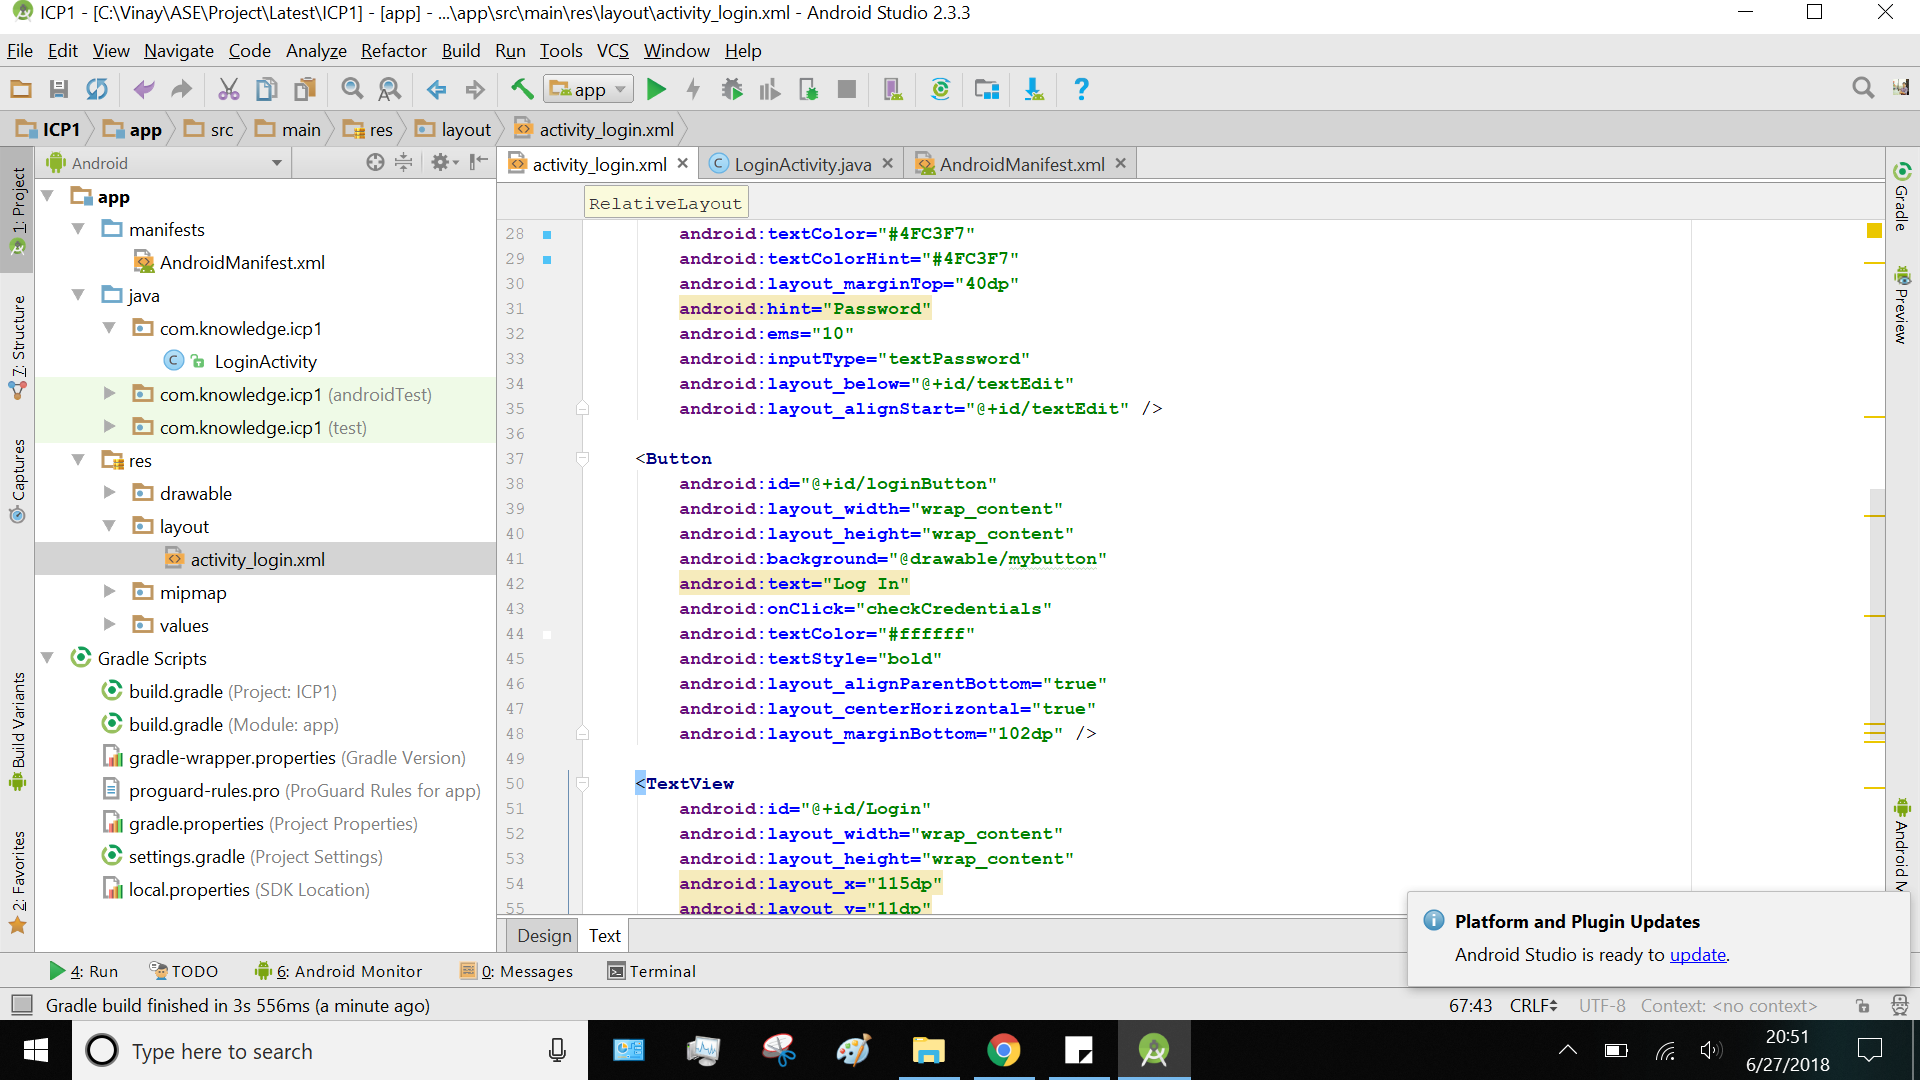 ICP1 - [C:\Vinay\ASE\Project\Latest\ICP1] - [app] - ...\app\src\main\res\layout\activity_login.xml - Android Studio 2.3.3
File Edit View Navigate Code Analyze Refactor Build Run Tools VCS Window Help
app
ICP1 app src main res layout activity_login.xml
Android
activity_login.xml LoginActivity.java AndroidManifest.xml
1: Project
7: Structure
Captures
Build Variants
2: Favorites
app
manifests
AndroidManifest.xml
java
com.knowledge.icp1
LoginActivity
com.knowledge.icp1 (androidTest)
com.knowledge.icp1 (test)
res
drawable
layout
activity_login.xml
mipmap
values
Gradle Scripts
build.gradle (Project: ICP1)
build.gradle (Module: app)
gradle-wrapper.properties (Gradle Version)
proguard-rules.pro (ProGuard Rules for app)
gradle.properties (Project Properties)
settings.gradle (Project Settings)
local.properties (SDK Location)
RelativeLayout
28 android:textColor="#4FC3F7"
29 android:textColorHint="#4FC3F7"
30 android:layout_marginTop="40dp"
31 android:hint="Password"
32 android:ems="10"
33 android:inputType="textPassword"
34 android:layout_below="@+id/textEdit"
35 android:layout_alignStart="@+id/textEdit" />
36
37 <Button
38 android:id="@+id/loginButton"
39 android:layout_width="wrap_content"
40 android:layout_height="wrap_content"
41 android:background="@drawable/mybutton"
42 android:text="Log In"
43 android:onClick="checkCredentials"
44 android:textColor="#ffffff"
45 android:textStyle="bold"
46 android:layout_alignParentBottom="true"
47 android:layout_centerHorizontal="true"
48 android:layout_marginBottom="102dp" />
49
50 <TextView
51 android:id="@+id/Login"
52 android:layout_width="wrap_content"
53 android:layout_height="wrap_content"
54 android:layout_x="115dp"
55 android:layout_y="11dp"
Design Text
Gradle
Preview
Android M
Platform and Plugin Updates
Android Studio is ready to update.
4: Run TODO 6: Android Monitor 0: Messages Terminal
Gradle build finished in 3s 556ms (a minute ago)
67:43 CRLF UTF-8 Context: <no context>
Type here to search
20:51
6/27/2018